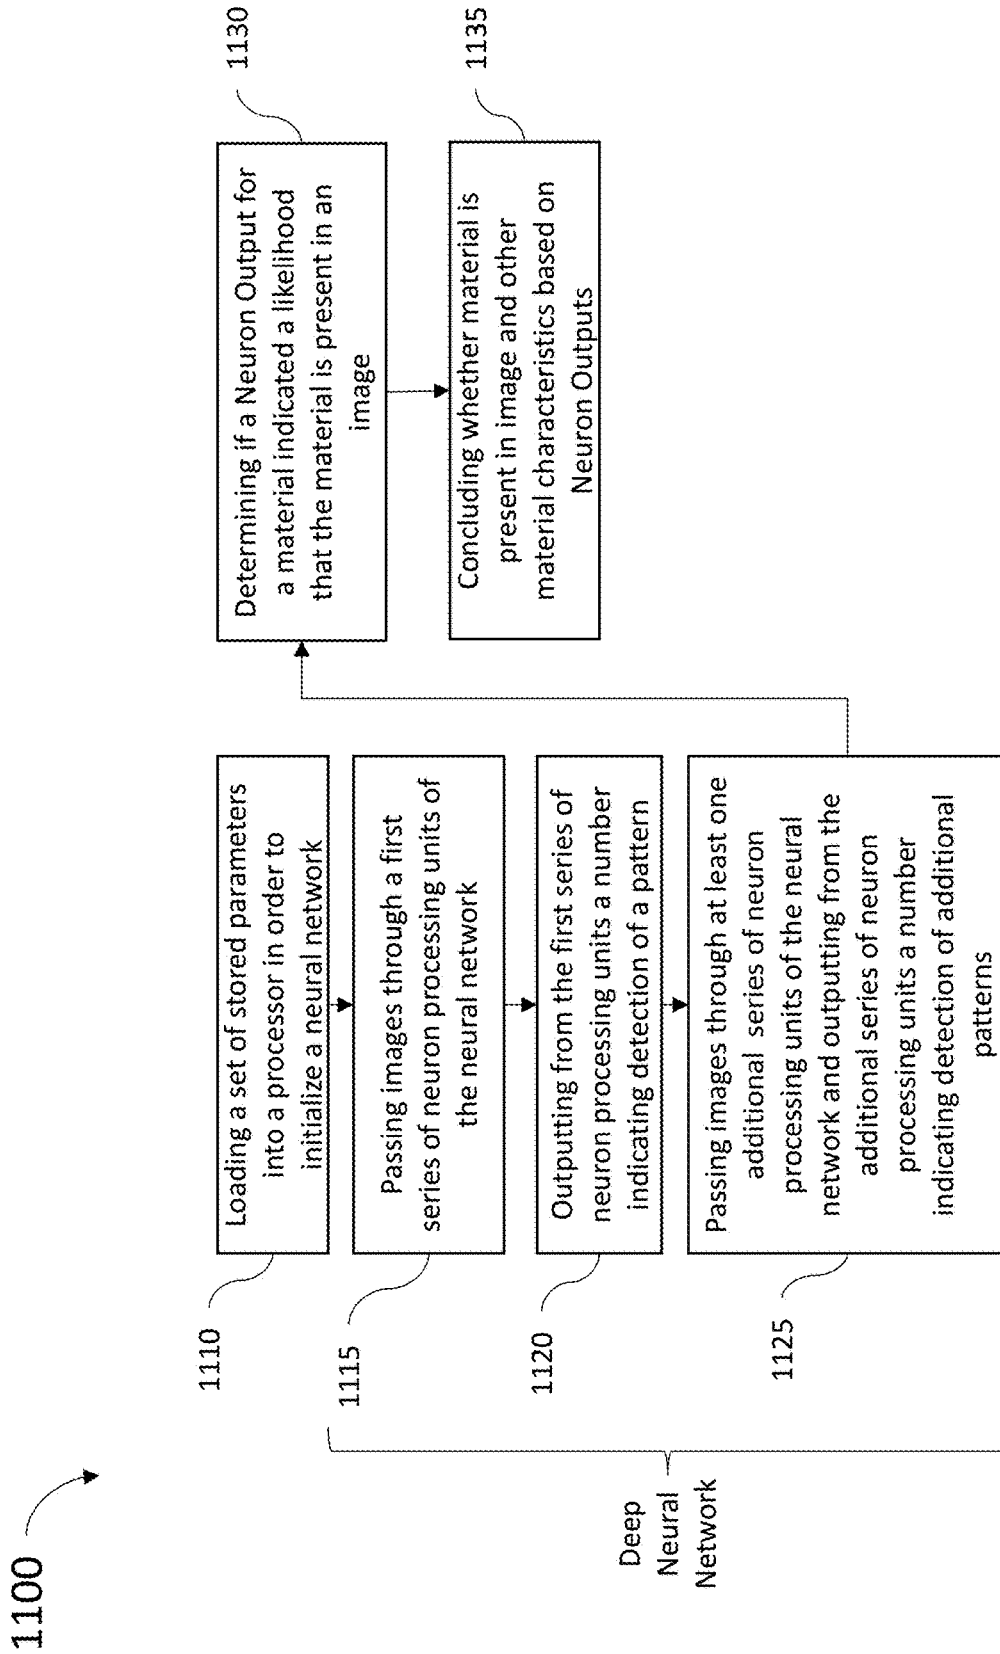 1100
1110
Loading a set of stored parameters
into a processor in order to
initialize a neural network
1115
Passing images through a first
series of neuron processing units of
the neural network
1120
Outputting from the first series of
neuron processing units a number
indicating detection of a pattern
1125
Passing images through at least one
additional series of neuron
processing units of the neural
network and outputting from the
additional series of neuron
processing units a number
indicating detection of additional
patterns
Deep
Neural
Network
1130
Determining if a Neuron Output for
a material indicated a likelihood
that the material is present in an
image
1135
Concluding whether material is
present in image and other
material characteristics based on
Neuron Outputs